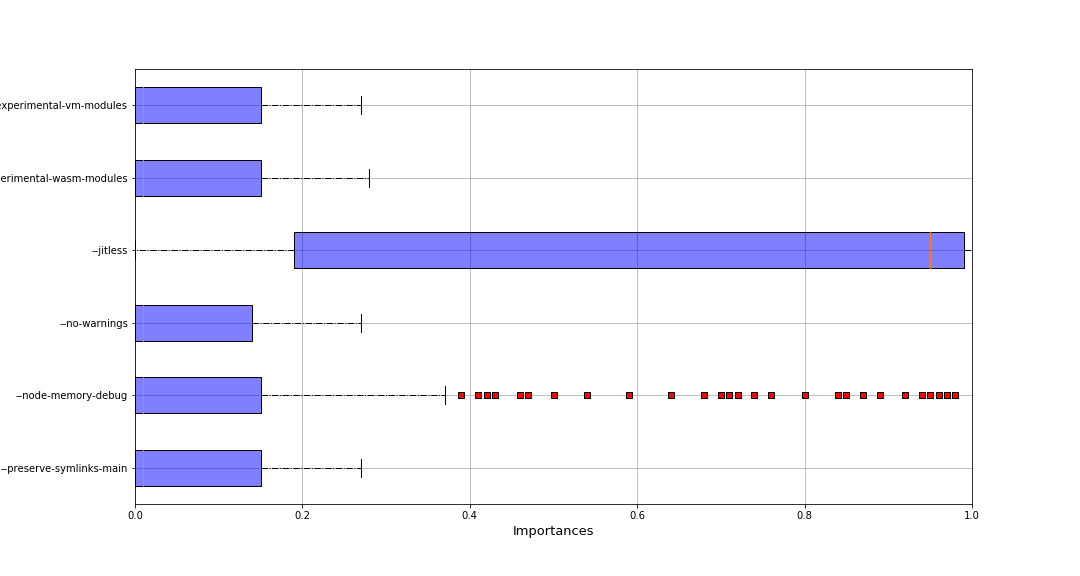 xperimental-vm-modules
erimental-wasm-modules
--jitless
--no-warnings
--node-memory-debug
--preserve-symlinks-main
0.0 0.2 0.4 0.6 0.8 1.0
Importances